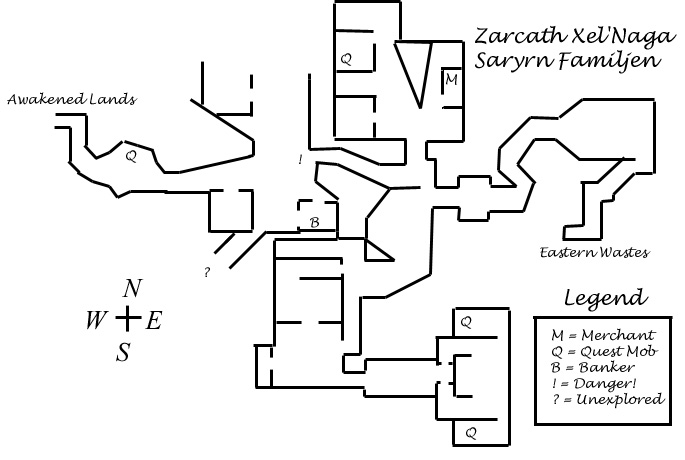 Zarcath Xel'Naga
Saryrn Familjen
Q
M
Awakened Lands
Q
!
B
?
Eastern Wastes
N
W E
S
Legend
M = Merchant
Q = Quest Mob
B = Banker
! = Danger!
? = Unexplored
Q
Q